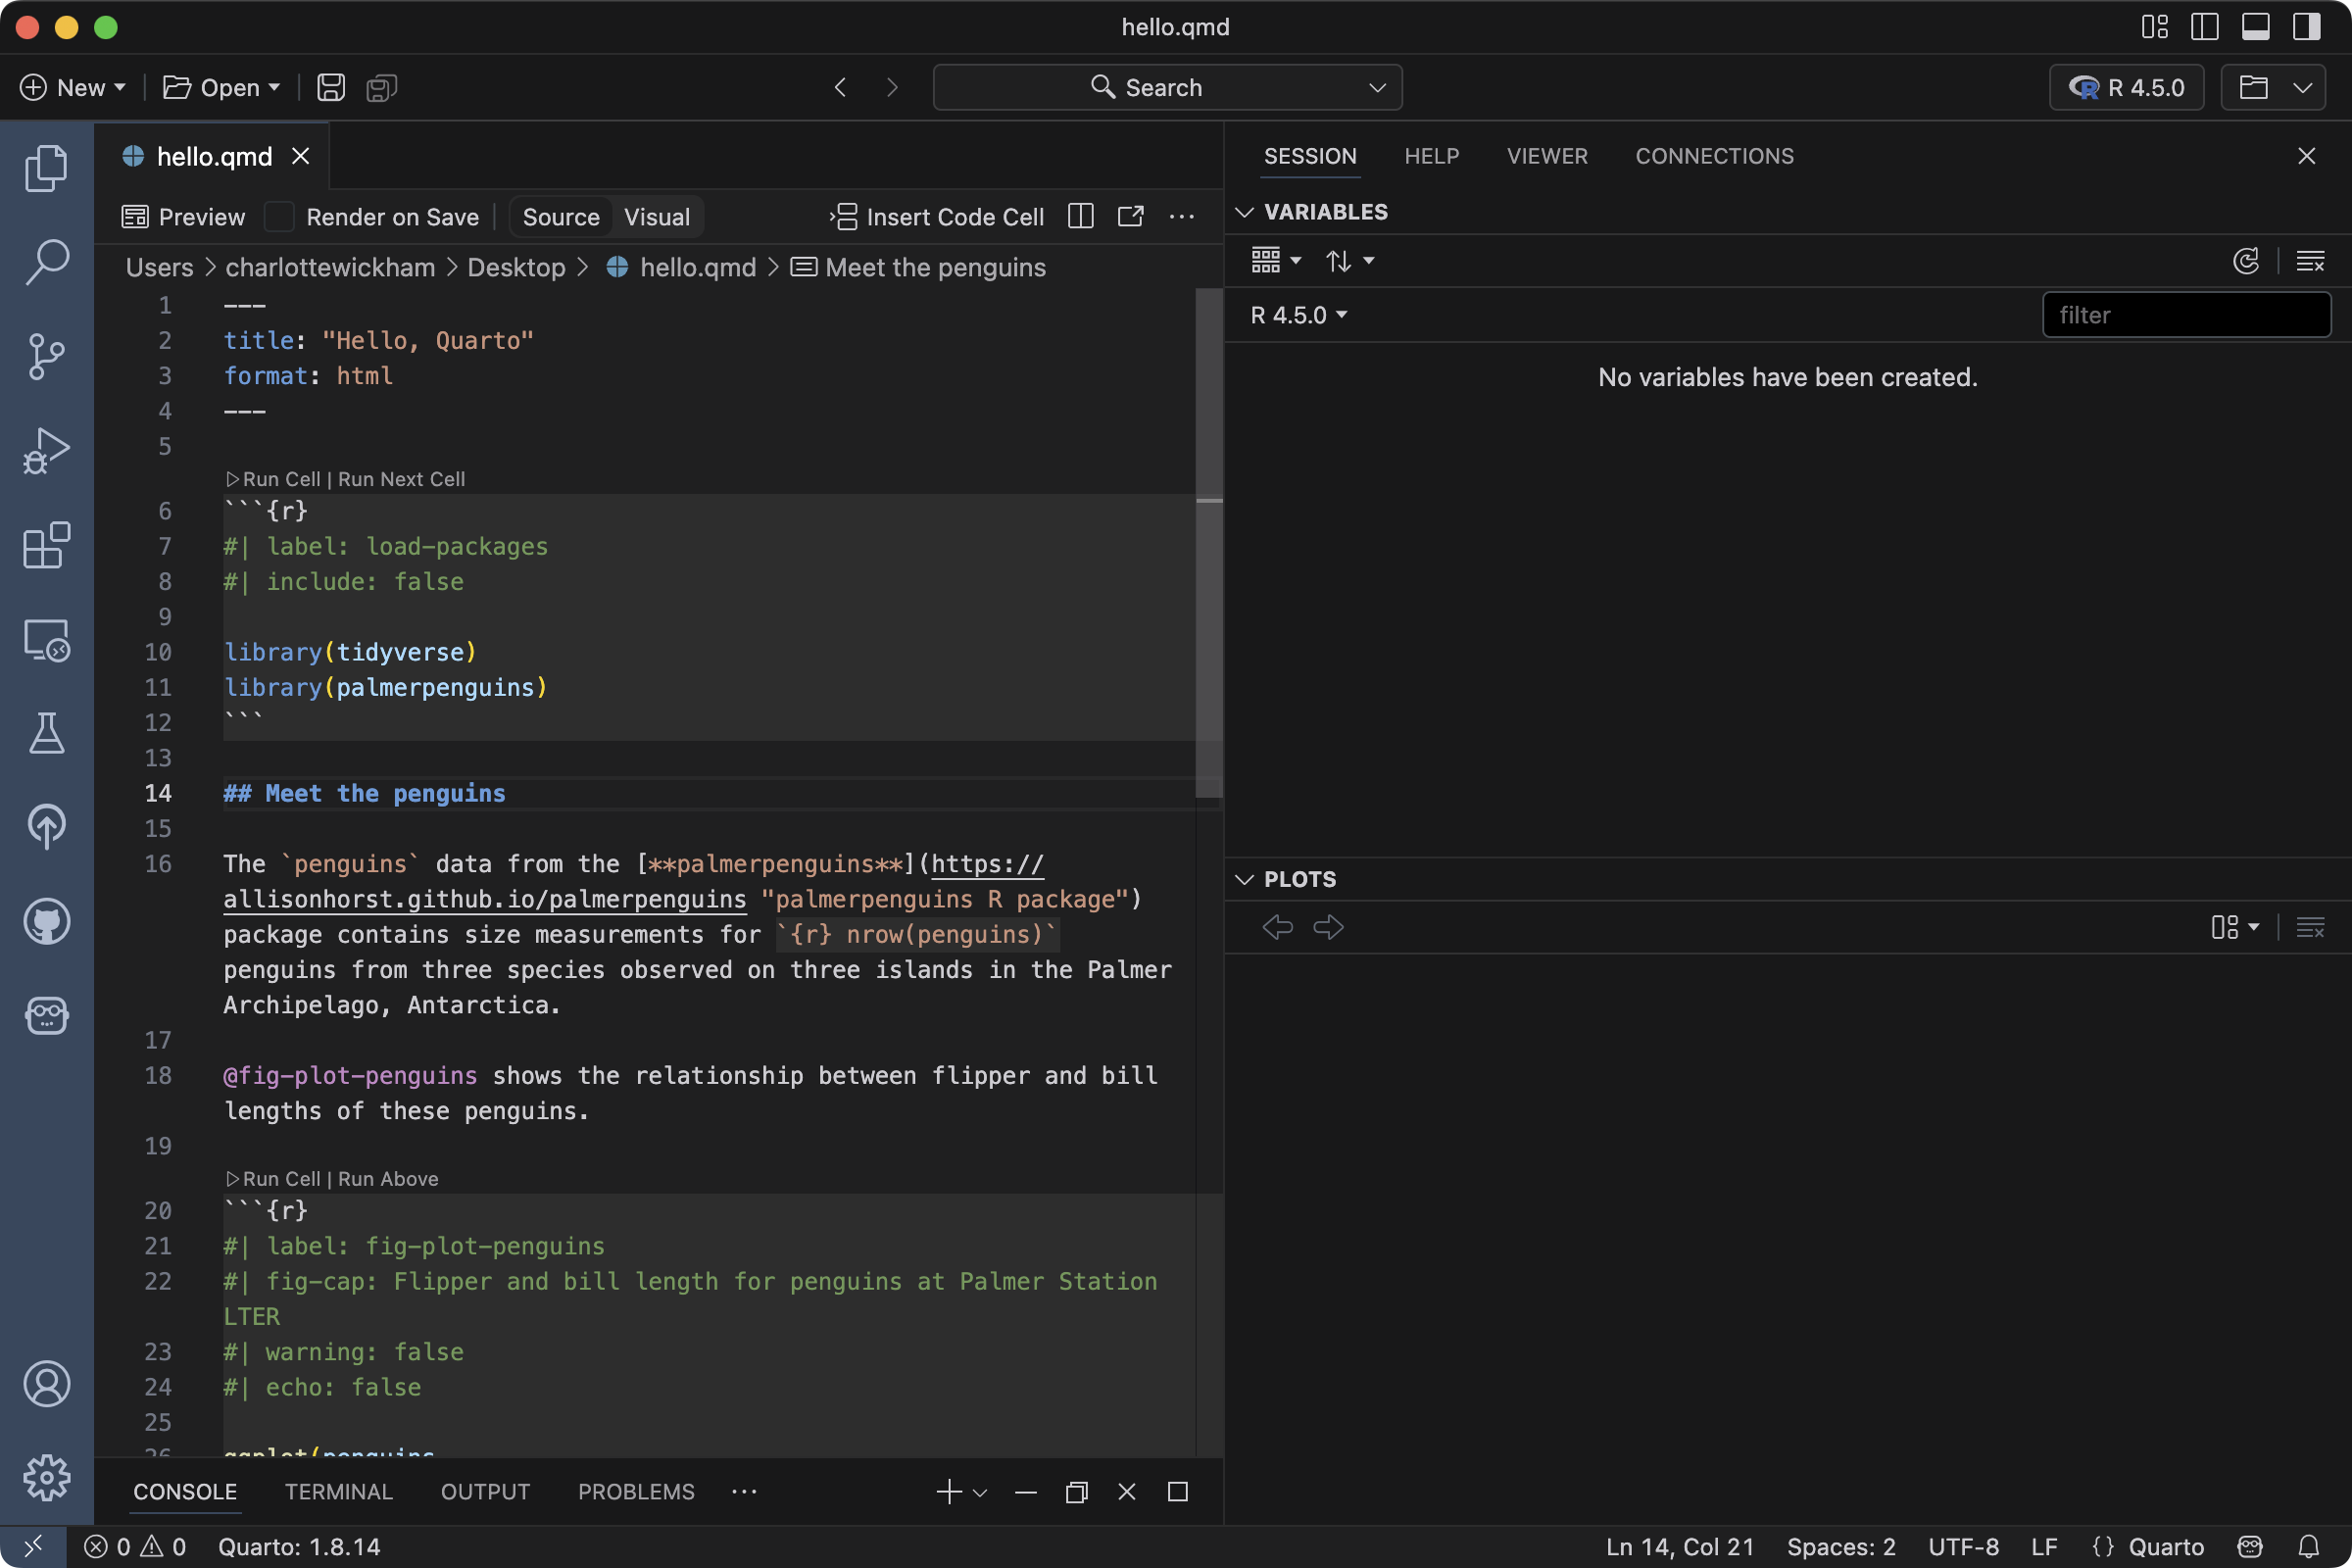 hello.qmd
New
Open
Search
R 4.5.0
hello.qmd
Preview
Render on Save
Source
Visual
Insert Code Cell
Users > charlottewickham > Desktop > hello.qmd > Meet the penguins
1 ---
2 title: "Hello, Quarto"
3 format: html
4 ---
5
Run Cell | Run Next Cell
6 ```{r}
7 #| label: load-packages
8 #| include: false
9
10 library(tidyverse)
11 library(palmerpenguins)
12 ```
13
14 ## Meet the penguins
15
16 The `penguins` data from the [**palmerpenguins**](https://
allisonhorst.github.io/palmerpenguins "palmerpenguins R package")
package contains size measurements for `{r} nrow(penguins)`
penguins from three species observed on three islands in the Palmer
Archipelago, Antarctica.
17
18 @fig-plot-penguins shows the relationship between flipper and bill
lengths of these penguins.
19
Run Cell | Run Above
20 ```{r}
21 #| label: fig-plot-penguins
22 #| fig-cap: Flipper and bill length for penguins at Palmer Station
LTER
23 #| warning: false
24 #| echo: false
25
26 ggplot(penguins,
CONSOLE TERMINAL OUTPUT PROBLEMS
SESSION HELP VIEWER CONNECTIONS
VARIABLES
R 4.5.0
filter
No variables have been created.
PLOTS
0 0 Quarto: 1.8.14
Ln 14, Col 21 Spaces: 2 UTF-8 LF {} Quarto